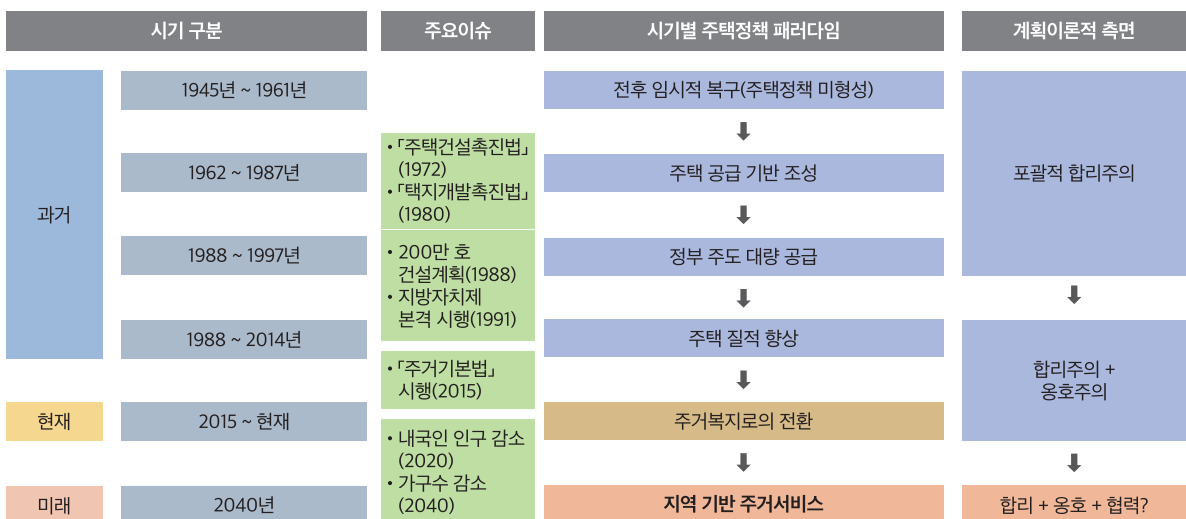 시기 구분
주요이슈
시기별 주택정책 패러다임
계획이론적 측면
과거
1945년 ~ 1961년
전후 임시적 복구(주택정책 미형성)
포괄적 합리주의
•「주택건설촉진법」
(1972)
•「택지개발촉진법」
(1980)
1962 ~ 1987년
주택 공급 기반 조성
• 200만 호
건설계획(1988)
• 지방자치제
본격 시행(1991)
1988 ~ 1997년
정부 주도 대량 공급
1988 ~ 2014년
주택 질적 향상
합리주의 +
옹호주의
•「주거기본법」
시행(2015)
현재
2015 ~ 현재
주거복지로의 전환
• 내국인 인구 감소
(2020)
• 가구수 감소
(2040)
미래
2040년
지역 기반 주거서비스
합리 + 옹호 + 협력?